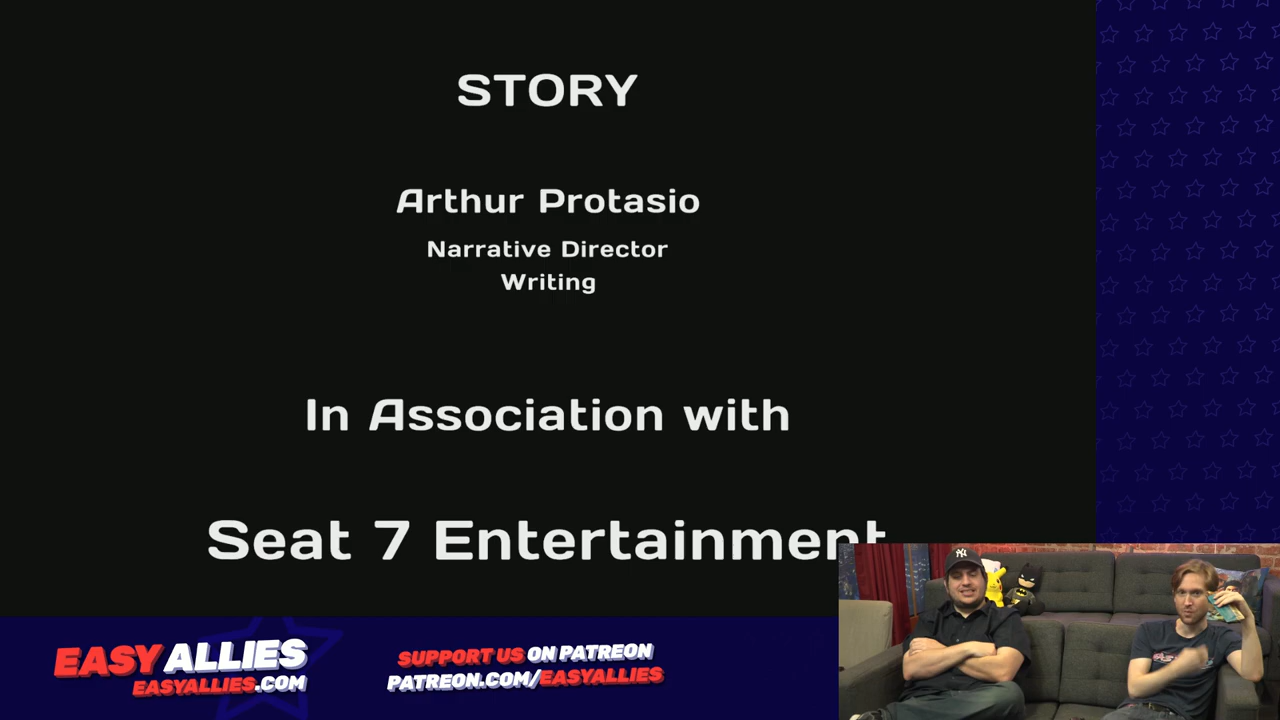 STORY
Arthur Protasio
Narrative Director
Writing
In Association with
Seat 7 Entertainment
EASY ALLIES
EASYALLIES.COM
SUPPORT US ON PATREON
PATREON.COM/EASYALLIES